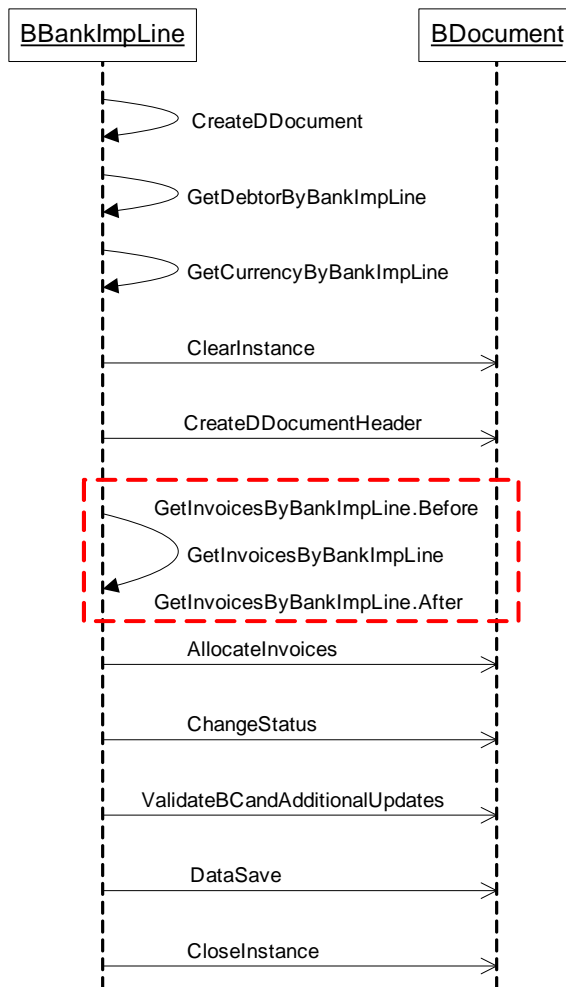 BBankImpLine
BDocument
CreateDDocument
GetDebtorByBankImpLine
GetCurrencyByBankImpLine
ClearInstance
CreateDDocumentHeader
GetInvoicesByBankImpLine.Before
GetInvoicesByBankImpLine
GetInvoicesByBankImpLine.After
AllocateInvoices
ChangeStatus
ValidateBCandAdditionalUpdates
DataSave
CloseInstance